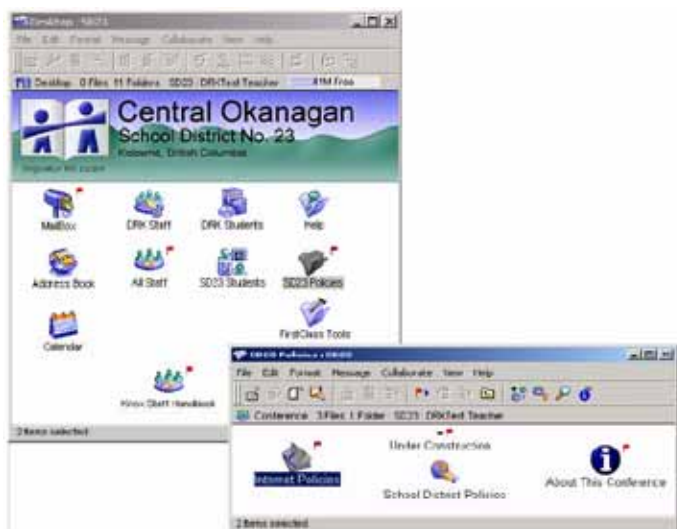 Desktop : SD23
File Edit Format Message Collaborate View Help
Desktop 0 Files 11 Folders SD23 DRKTest Teacher 41M Free
Central Okanagan
School District No. 23
Kelowna, British Columbia
MailBox DRK Staff DRK Students Help
Address Book All Staff SD23 Students SD23 Policies
Calendar FirstClass Tools
Knox Staff Handbook
2 Items selected
SD23 Policies : SD23
File Edit Format Message Collaborate View Help
Conference 3 Files 1 Folder SD23 DRKTest Teacher
Under Construction
Internet Policies About This Conference
School District Policies
2 Items selected